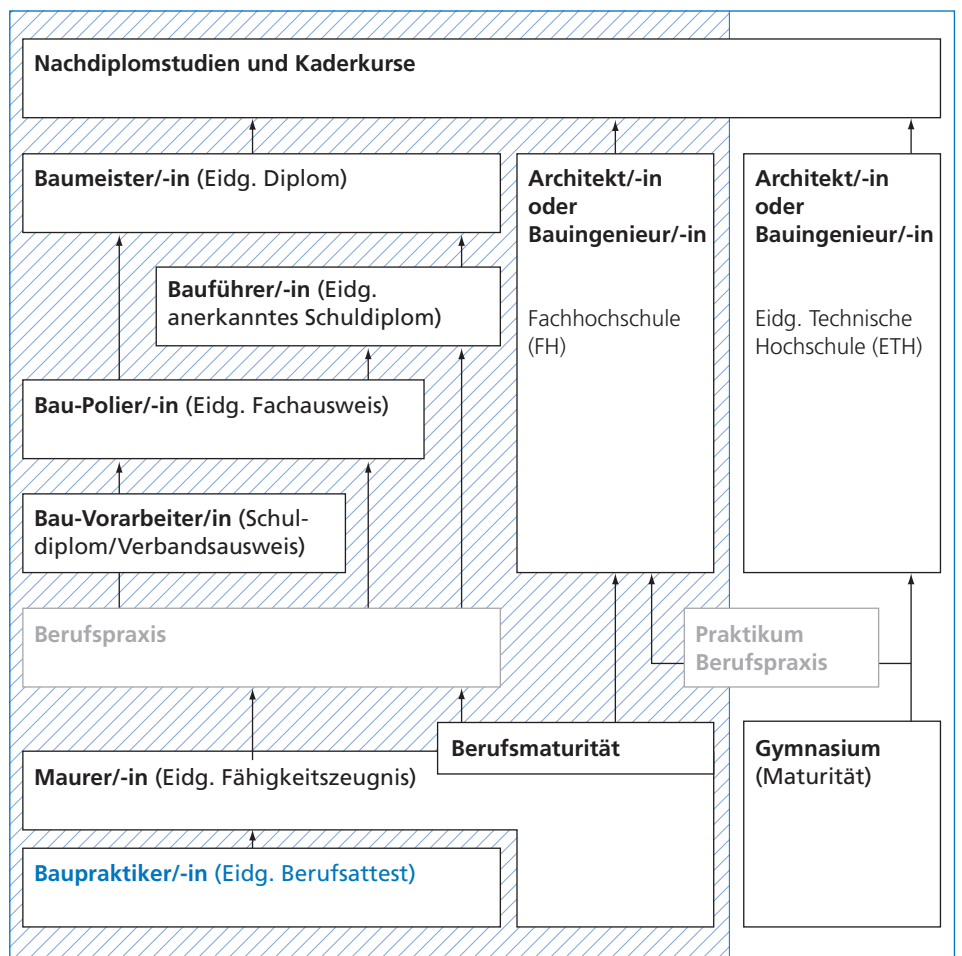 Nachdiplomstudien und Kaderkurse
Baumeister/-in (Eidg. Diplom)
Architekt/-in
oder
Bauingenieur/-in
Fachhochschule
(FH)
Architekt/-in
oder
Bauingenieur/-in
Eidg. Technische
Hochschule (ETH)
Bauführer/-in (Eidg.
anerkanntes Schuldiplom)
Bau-Polier/-in (Eidg. Fachausweis)
Bau-Vorarbeiter/in (Schul-
diplom/Verbandsausweis)
Berufspraxis
Praktikum
Berufspraxis
Berufsmaturität
Gymnasium
(Maturität)
Maurer/-in (Eidg. Fähigkeitszeugnis)
Baupraktiker/-in (Eidg. Berufsattest)